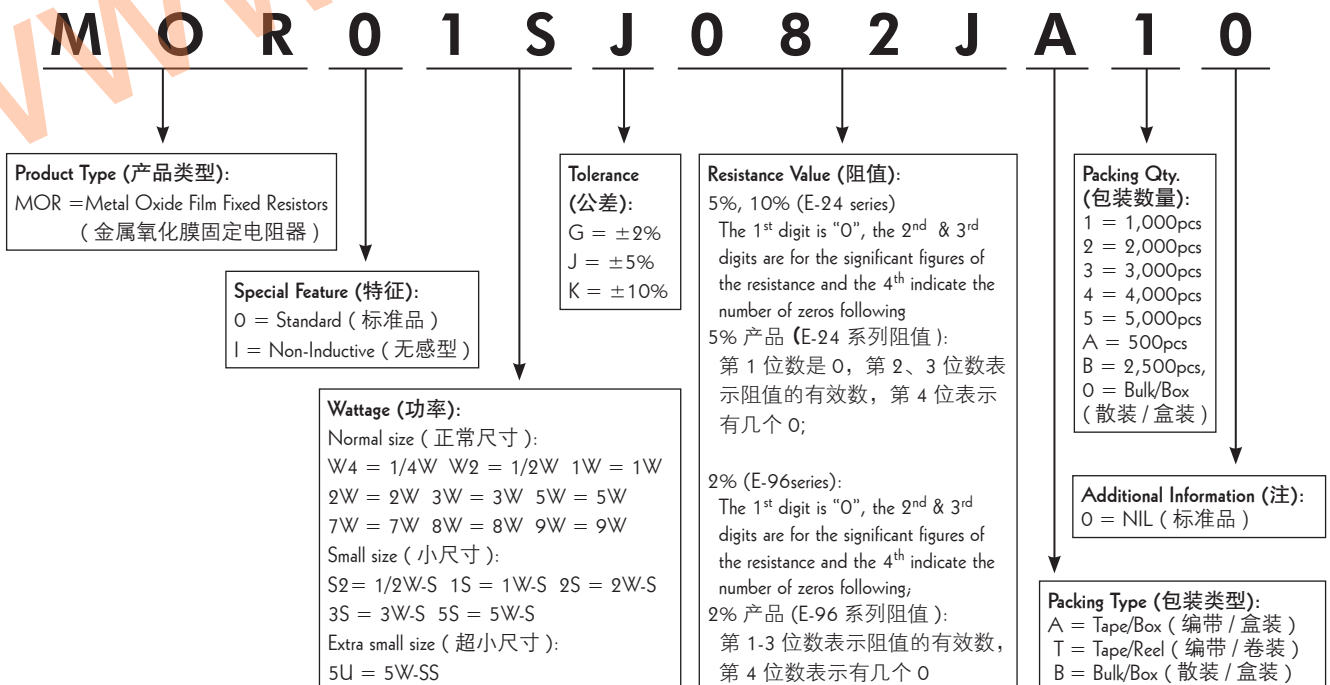 M O R 0 1 S J 0 8 2 J A 1 0
Product Type (产品类型):
MOR =Metal Oxide Film Fixed Resistors
( 金属氧化膜固定电阻器 )
Special Feature (特征):
0 = Standard ( 标准品 )
I = Non-Inductive ( 无感型 )
Wattage (功率):
Normal size ( 正常尺寸 ):
W4 = 1/4W W2 = 1/2W 1W = 1W
2W = 2W 3W = 3W 5W = 5W
7W = 7W 8W = 8W 9W = 9W
Small size ( 小尺寸 ):
S2= 1/2W-S 1S = 1W-S 2S = 2W-S
3S = 3W-S 5S = 5W-S
Extra small size ( 超小尺寸 ):
5U = 5W-SS
Tolerance
(公差):
G = ±2%
J = ±5%
K = ±10%
Resistance Value (阻值):
5%, 10% (E-24 series)
The 1st digit is “0”, the 2nd & 3rd
digits are for the significant figures of
the resistance and the 4th indicate the
number of zeros following
5% 产品 (E-24 系列阻值 ):
第 1 位数是 0，第 2、3 位数表
示阻值的有效数，第 4 位表示
有几个 0;
2% (E-96series):
The 1st digit is “0”, the 2nd & 3rd
digits are for the significant figures of
the resistance and the 4th indicate the
number of zeros following;
2% 产品 (E-96 系列阻值 ):
第 1-3 位数表示阻值的有效数，
第 4 位数表示有几个 0
Packing Qty.
(包装数量):
1 = 1,000pcs
2 = 2,000pcs
3 = 3,000pcs
4 = 4,000pcs
5 = 5,000pcs
A = 500pcs
B = 2,500pcs,
0 = Bulk/Box
( 散装 / 盒装 )
Additional Information (注):
0 = NIL ( 标准品 )
Packing Type (包装类型):
A = Tape/Box ( 编带 / 盒装 )
T = Tape/Reel ( 编带 / 卷装 )
B = Bulk/Box ( 散装 / 盒装 )